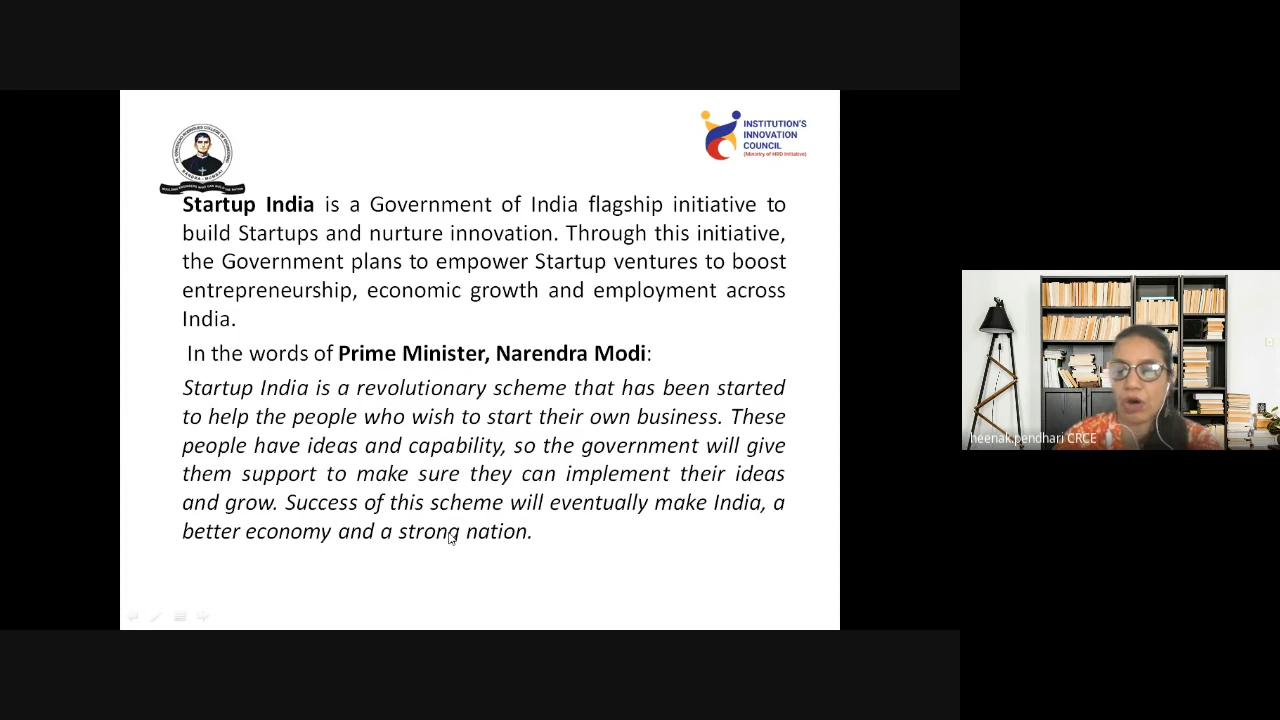 INSTITUTION'S
INNOVATION
COUNCIL
(Ministry of HRD Initiative)
Startup India is a Government of India flagship initiative to
build Startups and nurture innovation. Through this initiative,
the Government plans to empower Startup ventures to boost
entrepreneurship, economic growth and employment across
India.
In the words of Prime Minister, Narendra Modi:
Startup India is a revolutionary scheme that has been started
to help the people who wish to start their own business. These
people have ideas and capability, so the government will give
them support to make sure they can implement their ideas
and grow. Success of this scheme will eventually make India, a
better economy and a strong nation.
heenak.pendhari CRCE